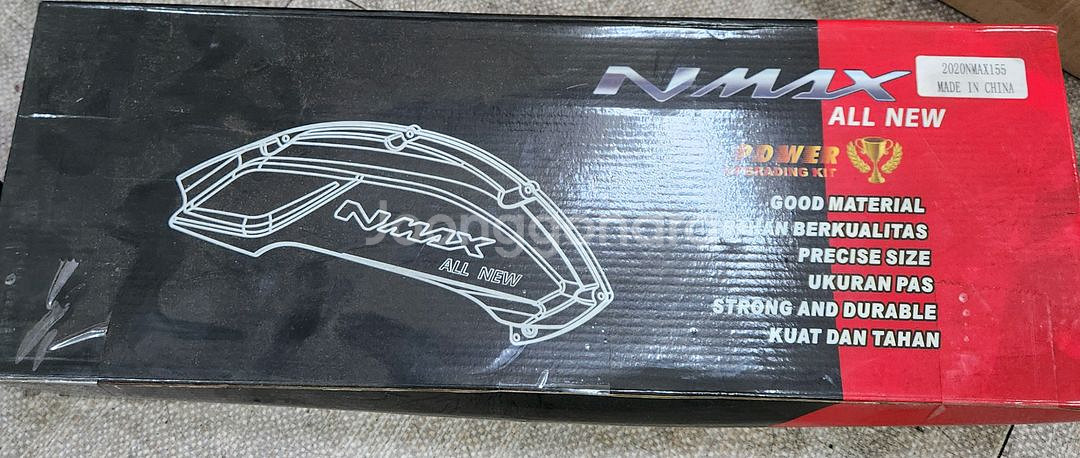 NMAX
2020NMAX155
MADE IN CHINA
ALL NEW
POWER
UPGRADING KIT
GOOD MATERIAL
BERKUALITAS
PRECISE SIZE
UKURAN PAS
STRONG AND DURABLE
KUAT DAN TAHAN
NMAX
ALL NEW
Joonggonara